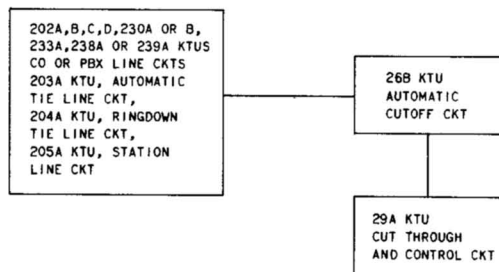 202A,B,C,D,230A OR B,
233A,238A OR 239A KTUS
CO OR PBX LINE CKTS
203A KTU, AUTOMATIC
TIE LINE CKT,
204A KTU, RINGDOWN
TIE LINE CKT,
205A KTU, STATION
LINE CKT
26B KTU
AUTOMATIC
CUTOFF CKT
29A KTU
CUT THROUGH
AND CONTROL CKT